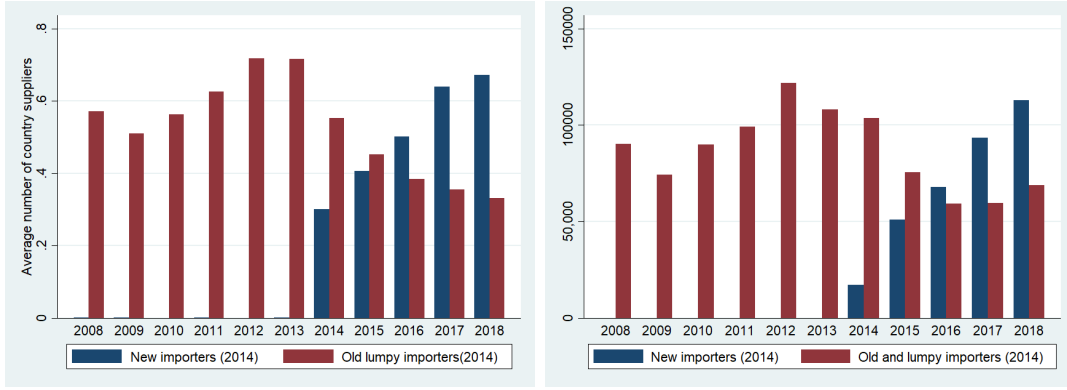 Average number of country suppliers
.8
.6
.4
.2
0
2008 2009 2010 2011 2012 2013 2014 2015 2016 2017 2018
New importers (2014) Old lumpy importers(2014)
150000
100000
50,000
0
2008 2009 2010 2011 2012 2013 2014 2015 2016 2017 2018
New importers (2014) Old and lumpy importers (2014)